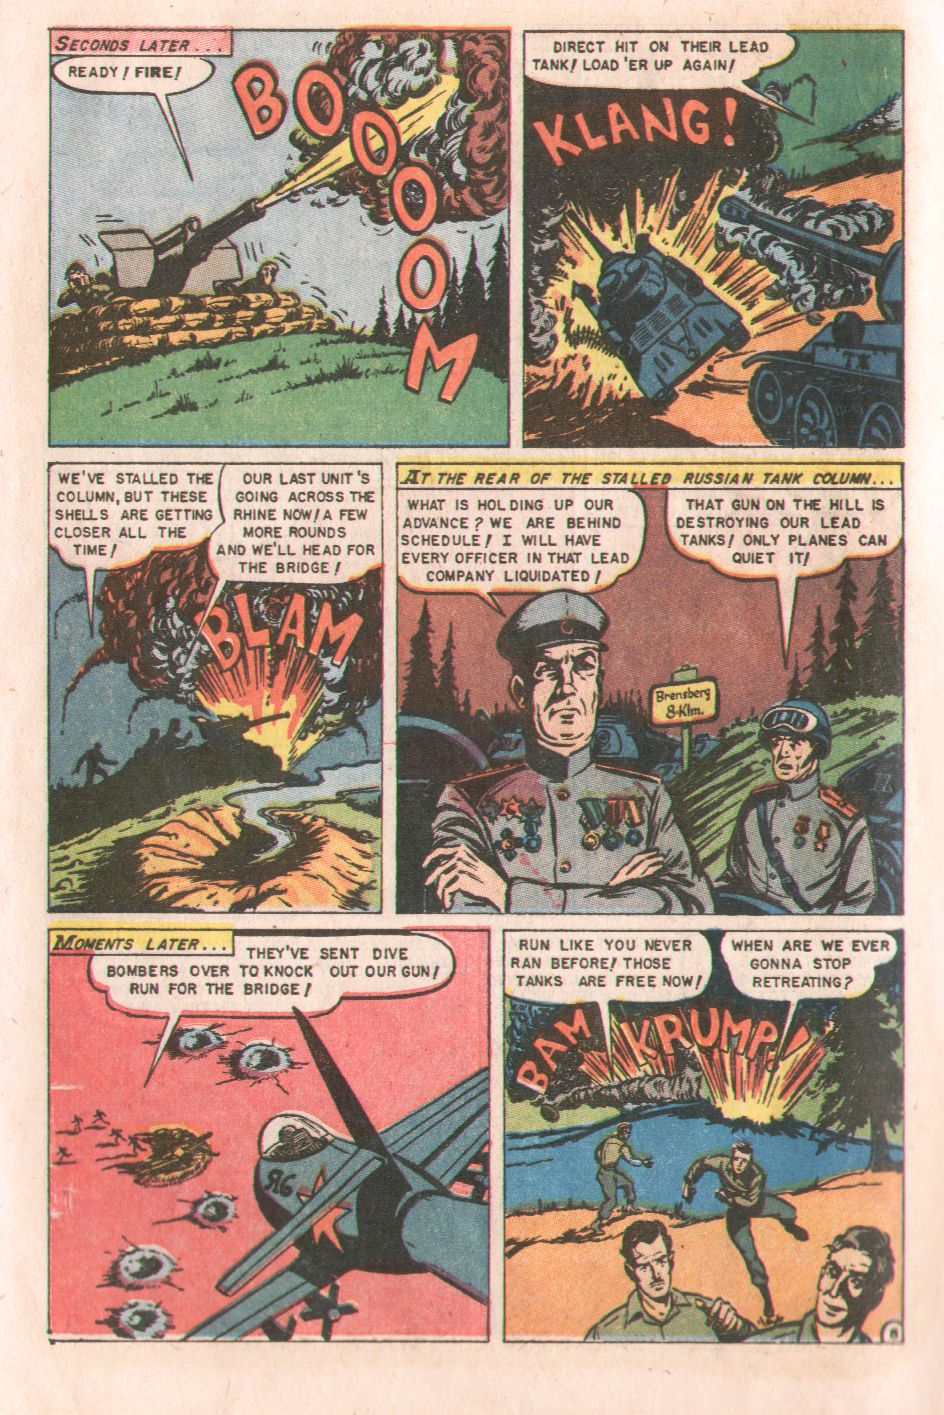 SECONDS LATER...
READY! FIRE!
BOOOOOM
DIRECT HIT ON THEIR LEAD
TANK! LOAD 'ER UP AGAIN!
KLANG!
WE'VE STALLED THE
COLUMN, BUT THESE
SHELLS ARE GETTING
CLOSER ALL THE
TIME!
OUR LAST UNIT'S
GOING ACROSS THE
RHINE NOW! A FEW
MORE ROUNDS
AND WE'LL HEAD FOR
THE BRIDGE!
BLAM
AT THE REAR OF THE STALLED RUSSIAN TANK COLUMN...
WHAT IS HOLDING UP OUR
ADVANCE? WE ARE BEHIND
SCHEDULE! I WILL HAVE
EVERY OFFICER IN THAT LEAD
COMPANY LIQUIDATED!
THAT GUN ON THE HILL IS
DESTROYING OUR LEAD
TANKS! ONLY PLANES CAN
QUIET IT!
Brensberg
8-Klm.
MOMENTS LATER...
THEY'VE SENT DIVE
BOMBERS OVER TO KNOCK OUT OUR GUN!
RUN FOR THE BRIDGE!
RUN LIKE YOU NEVER
RAN BEFORE! THOSE
TANKS ARE FREE NOW!
WHEN ARE WE EVER
GONNA STOP
RETREATING?
BAM
KRUMP!